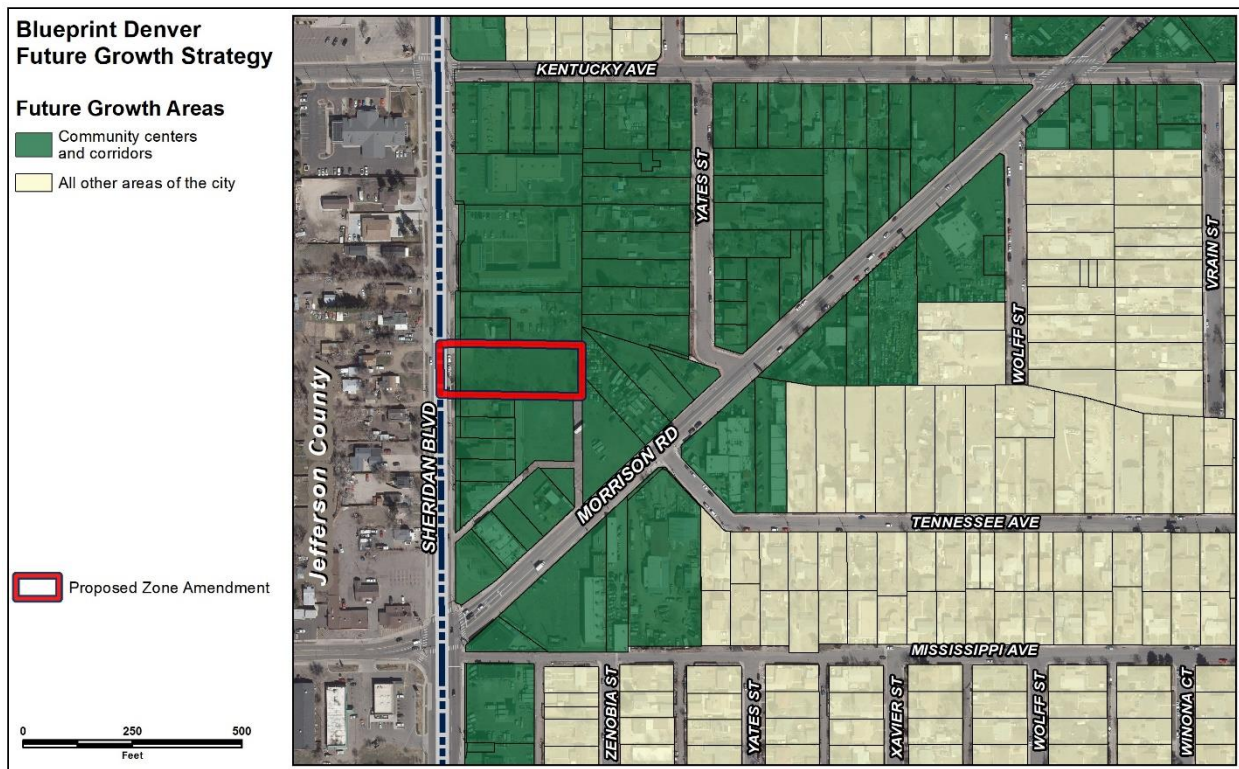 Blueprint Denver
Future Growth Strategy
Future Growth Areas
Community centers
and corridors
All other areas of the city
Proposed Zone Amendment
0 250 500
Feet
KENTUCKY AVE
YATES ST
VRAIN ST
WOLFF ST
Jefferson County
SHERIDAN BLVD
MORRISON RD
TENNESSEE AVE
MISSISSIPPI AVE
ZENOBIA ST
YATES ST
XAVIER ST
WOLFF ST
WINONA CT